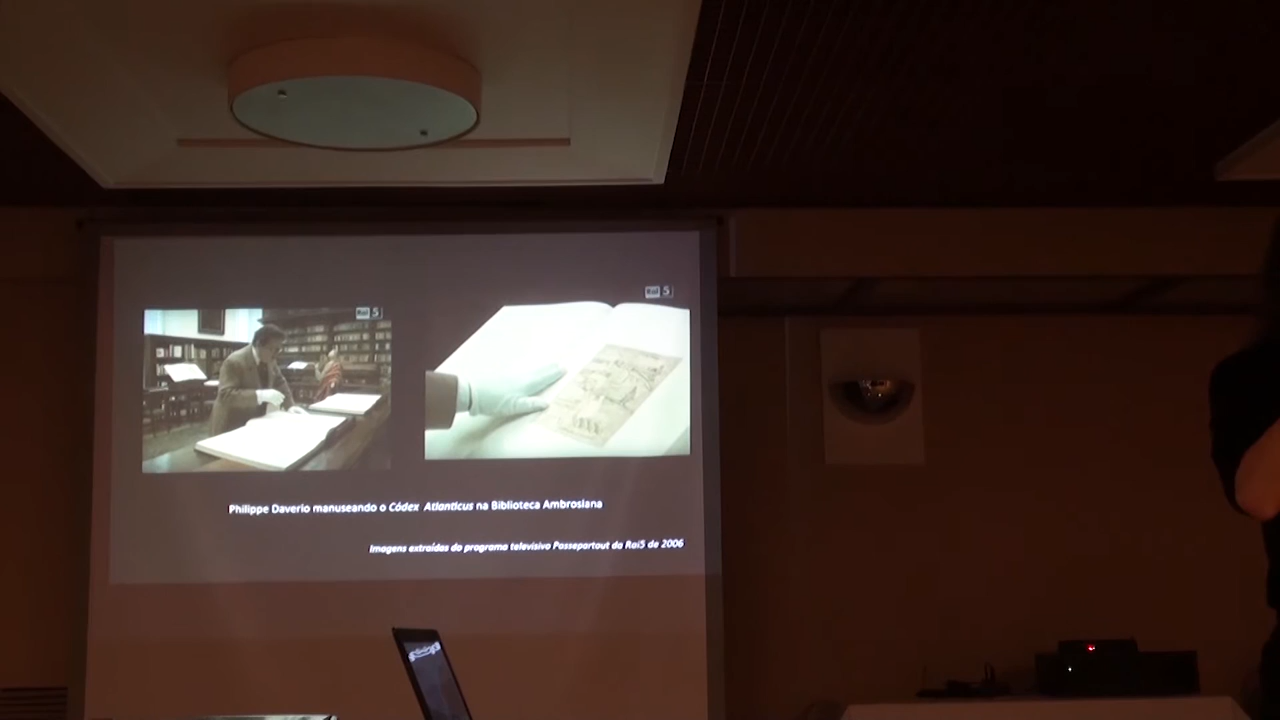 Rai 5
Rai 5
Philippe Daverio manuseando o Códex Atlanticus na Biblioteca Ambrosiana
Imagens extraídas do programa televisivo Passepartout da Rai5 de 2006